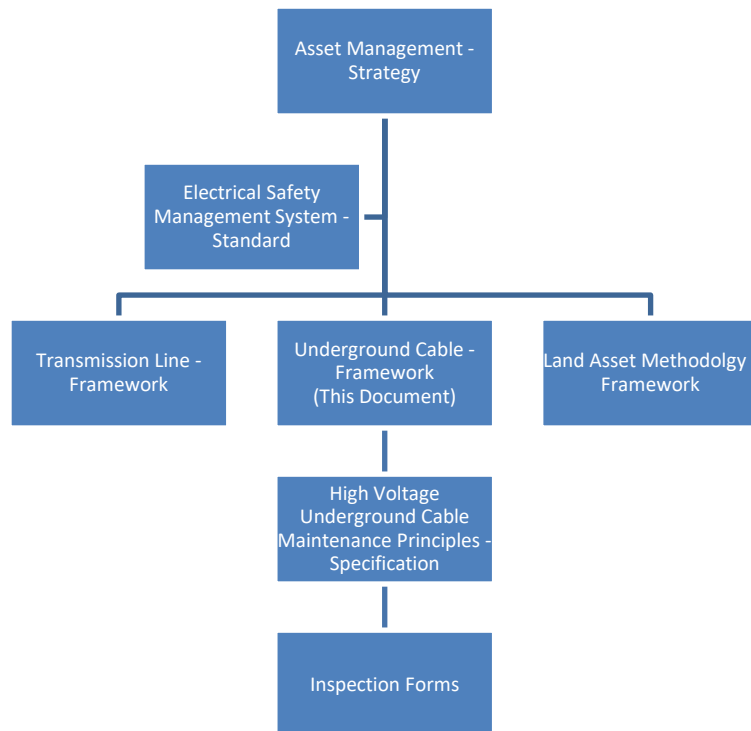 Asset Management -
Strategy
Electrical Safety
Management System -
Standard
Transmission Line -
Framework
Underground Cable -
Framework
(This Document)
Land Asset Methodolgy
Framework
High Voltage
Underground Cable
Maintenance Principles -
Specification
Inspection Forms